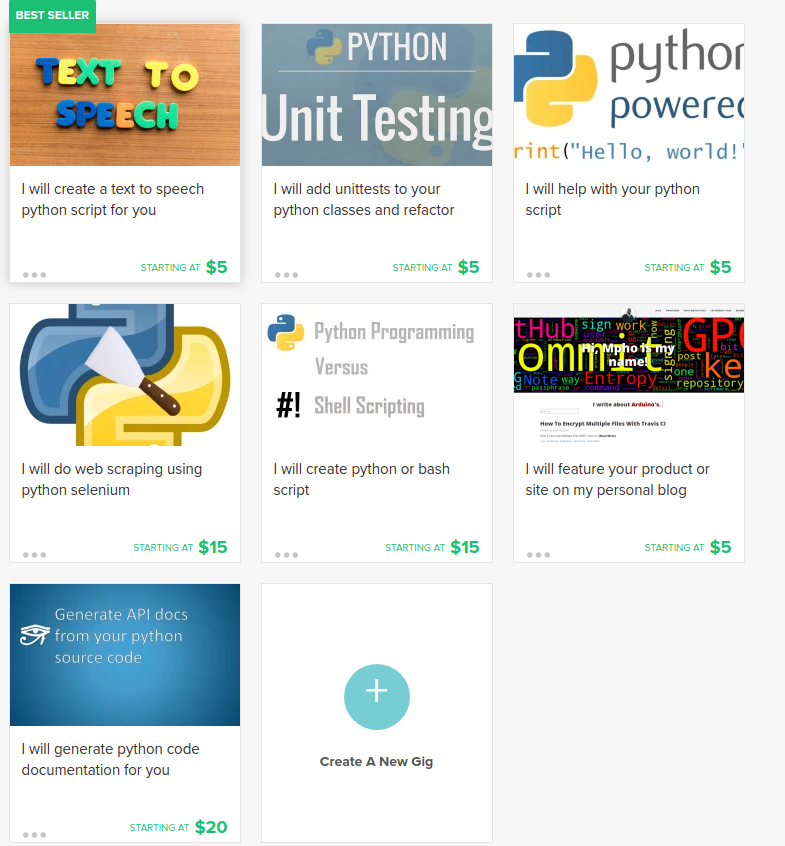 BEST SELLER
TEXT TO
SPEECH
I will create a text to speech
python script for you
STARTING AT $5
PYTHON
Unit Testing
I will add unittests to your
python classes and refactor
STARTING AT $5
python
powered
rint("Hello, world!"
I will help with your python
script
STARTING AT $5
I will do web scraping using
python selenium
STARTING AT $15
Python Programming
Versus
#! Shell Scripting
I will create python or bash
script
STARTING AT $15
tHub sign work now GP
ommit signing bit
Hi, Mpho is my
name!
post ke
Note way Entropy one
passphrase command repository
I write about Arduino's.
How To Encrypt Multiple Files With Travis CI
I will feature your product or
site on my personal blog
STARTING AT $5
Generate API docs
from your python
source code
I will generate python code
documentation for you
STARTING AT $20
+
Create A New Gig